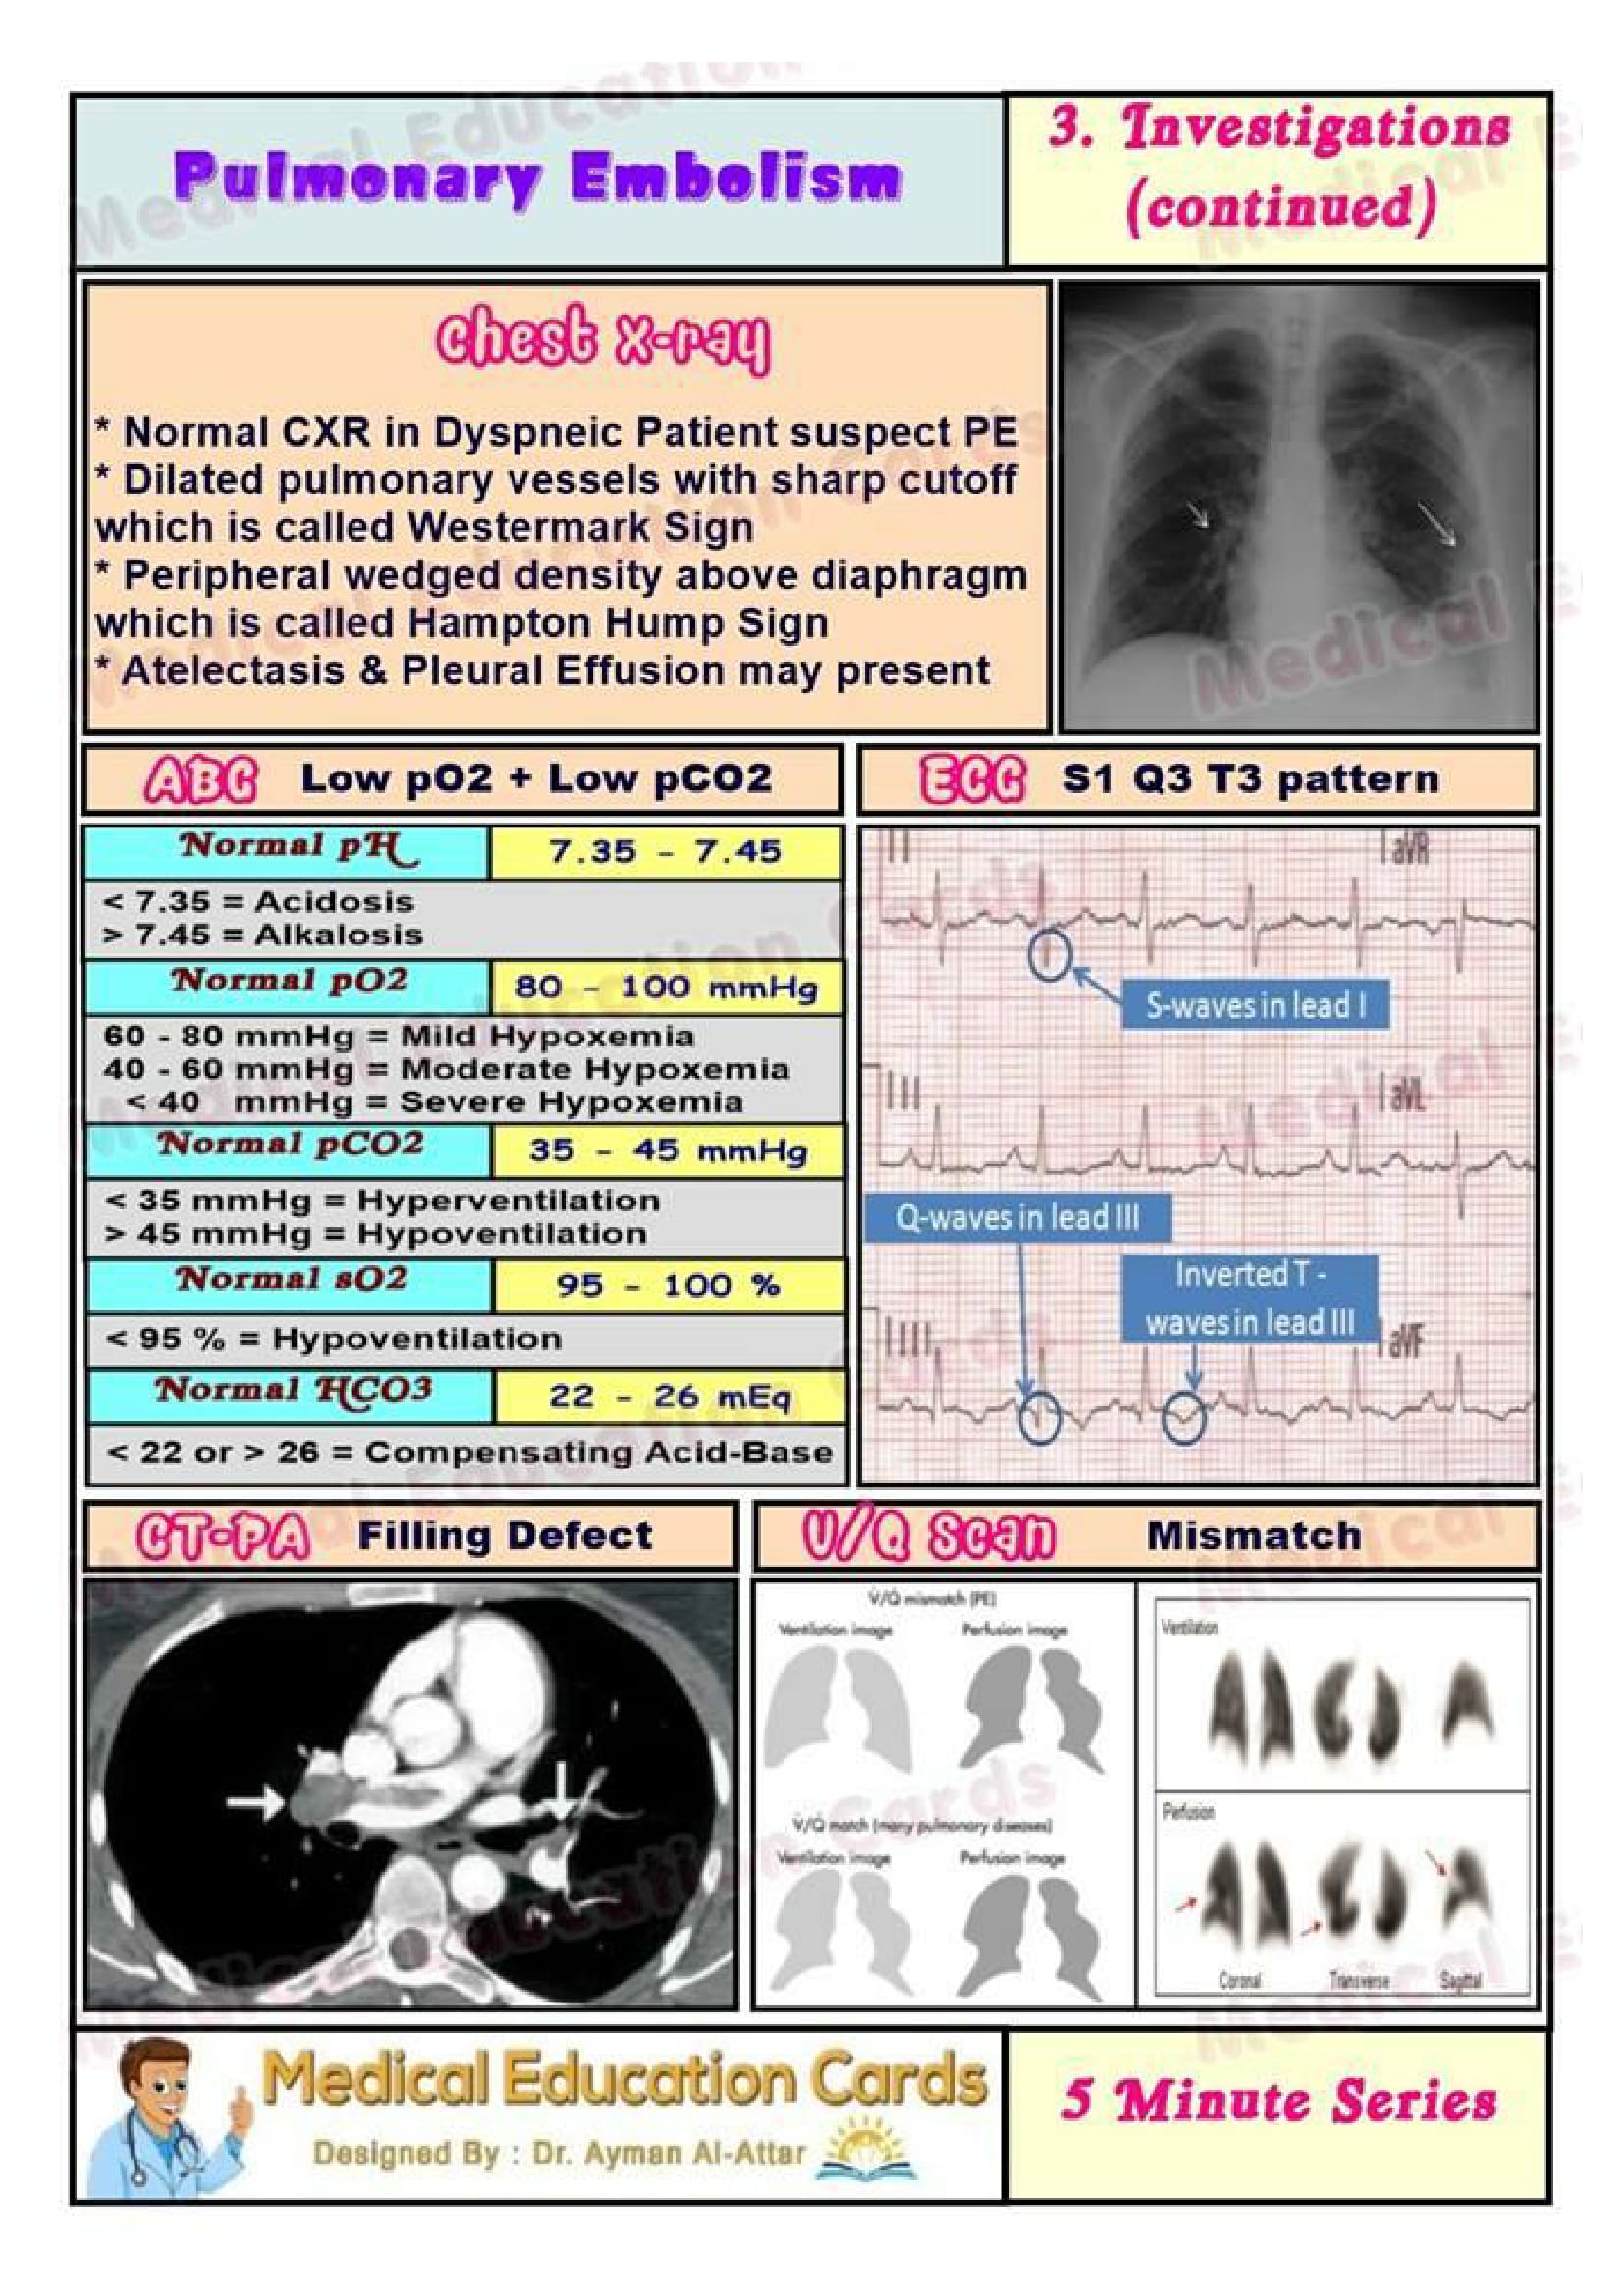 Pulmonary Embolism
3. Investigations
(continued)
Chest X-ray
* Normal CXR in Dyspneic Patient suspect PE
* Dilated pulmonary vessels with sharp cutoff
which is called Westermark Sign
* Peripheral wedged density above diaphragm
which is called Hampton Hump Sign
* Atelectasis & Pleural Effusion may present
ABG Low pO2 + Low pCO2
Normal pH 7.35 - 7.45
< 7.35 = Acidosis
> 7.45 = Alkalosis
Normal pO2 80 - 100 mmHg
60 - 80 mmHg = Mild Hypoxemia
40 - 60 mmHg = Moderate Hypoxemia
< 40 mmHg = Severe Hypoxemia
Normal pCO2 35 - 45 mmHg
< 35 mmHg = Hyperventilation
> 45 mmHg = Hypoventilation
Normal sO2 95 - 100 %
< 95 % = Hypoventilation
Normal HCO3 22 - 26 mEq
< 22 or > 26 = Compensating Acid-Base
ECG S1 Q3 T3 pattern
aVR
S-waves in lead I
II
aVL
Q-waves in lead III
Inverted T -
waves in lead III
III
aVF
CT-PA Filling Defect
V/Q Scan Mismatch
V/Q mismatch (PE)
Ventilation image Perfusion image
V/Q match (many pulmonary diseases)
Ventilation image Perfusion image
Ventilation
Perfusion
Coronal Transverse Sagittal
Medical Education Cards
Designed By : Dr. Ayman Al-Attar
5 Minute Series